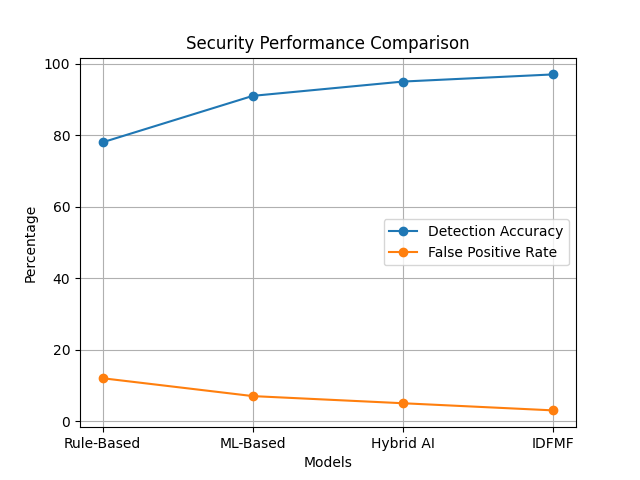 Security Performance Comparison
100
80
60
40
20
0
Percentage
Detection Accuracy
False Positive Rate
Rule-Based ML-Based Hybrid AI IDFMF
Models